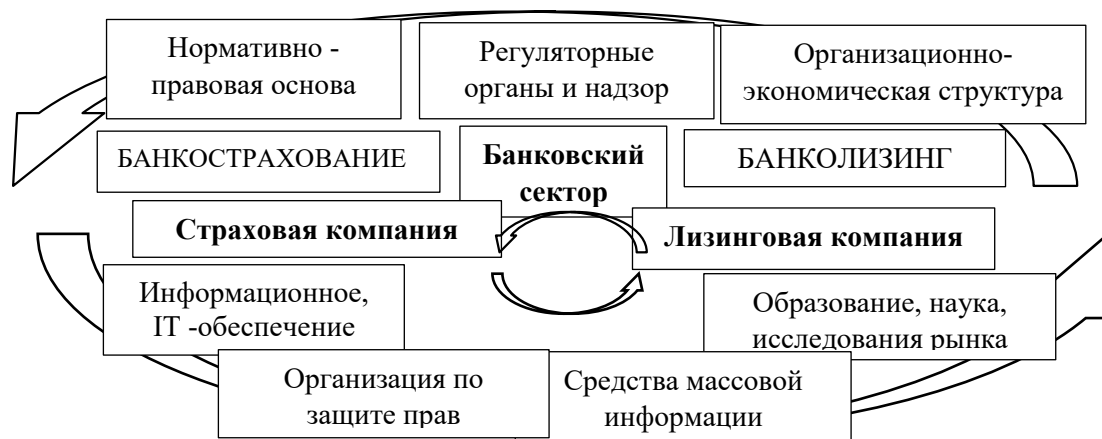 Нормативно -
правовая основа
Регуляторные
органы и надзор
Организационно-
экономическая структура
БАНКОСТРАХОВАНИЕ
Банковский
сектор
БАНКОЛИЗИНГ
Страховая компания
Лизинговая компания
Информационное,
IT -обеспечение
Образование, наука,
исследования рынка
Организация по
защите прав
Средства массовой
информации